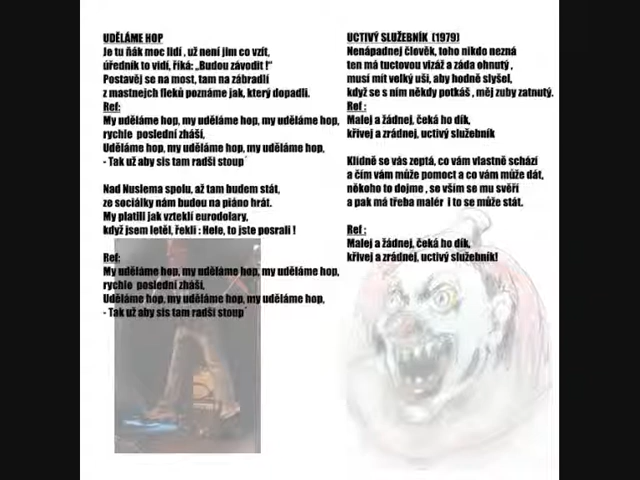 UDĚLÁME HOP
Je tu ňák moc lidí , už není jim co vzít,
úředník to vidí, říká: „Budou závodit !“
Postavěj se na most, tam na zábradlí
z mastnejch fleků poznáme jak, který dopadli.
Ref:
My uděláme hop, my uděláme hop, my uděláme hop,
rychle poslední zháší,
Uděláme hop, my uděláme hop, my uděláme hop,
- Tak už aby sis tam radši stoup´
Nad Nuslema spolu, až tam budem stát,
ze sociálky nám budou na piáno hrát.
My platili jak vzteklí eurodolary,
když jsem letěl, řekli : Hele, to jste posrali !
Ref:
My uděláme hop, my uděláme hop, my uděláme hop,
rychle poslední zháší,
Uděláme hop, my uděláme hop, my uděláme hop,
- Tak už aby sis tam radši stoup´
UCTIVÝ SLUŽEBNÍK (1979)
Nenápadnej člověk, toho nikdo nezná
ten má tuctovou vizáž a záda ohnutý ,
musí mít velký uši, aby hodně slyšel,
když se s ním někdy potkáš , měj zuby zatnutý.
Ref :
Malej a žádnej, čeká ho dík,
křivej a zrádnej, uctivý služebník
Klidně se vás zeptá, co vám vlastně schází
a čím vám může pomoct a co vám může dát,
někoho to dojme , se vším se mu svěří
a pak má třeba malér i to se může stát.
Ref :
Malej a žádnej, čeká ho dík,
křivej a zrádnej, uctivý služebník!